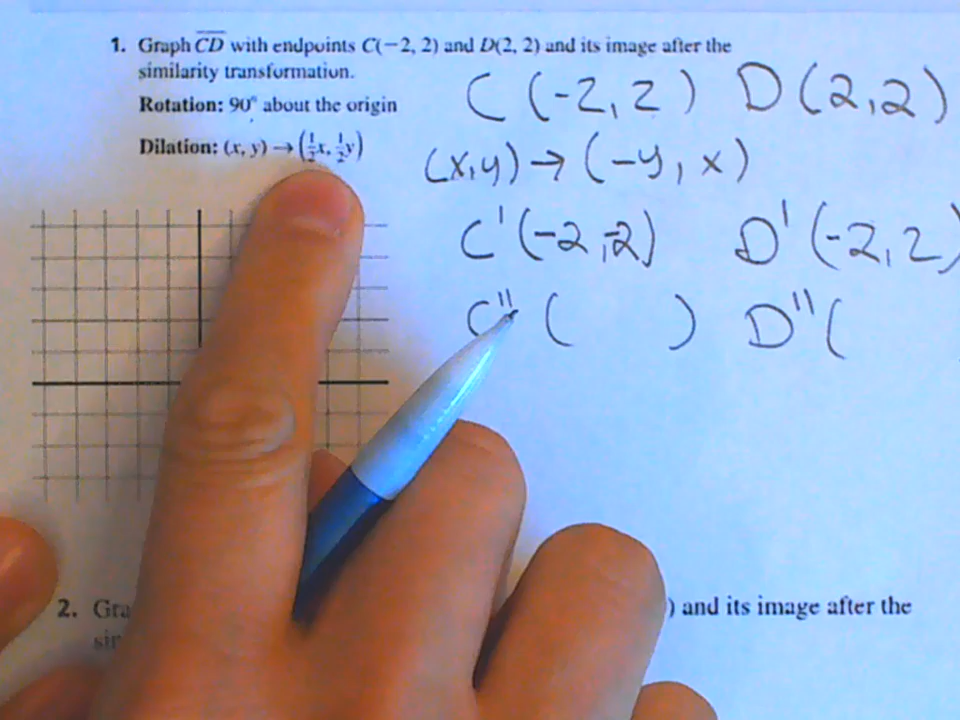 1. Graph CD with endpoints C(−2, 2) and D(2, 2) and its image after the
similarity transformation.
Rotation: 90° about the origin
Dilation: (x, y) → (1/2x, 1/2y)
C (-2, 2) D (2, 2)
(x, y) → (-y, x)
C' (-2, -2) D' (-2, 2)
C'' ( ) D'' (
2. Gra
) and its image after the